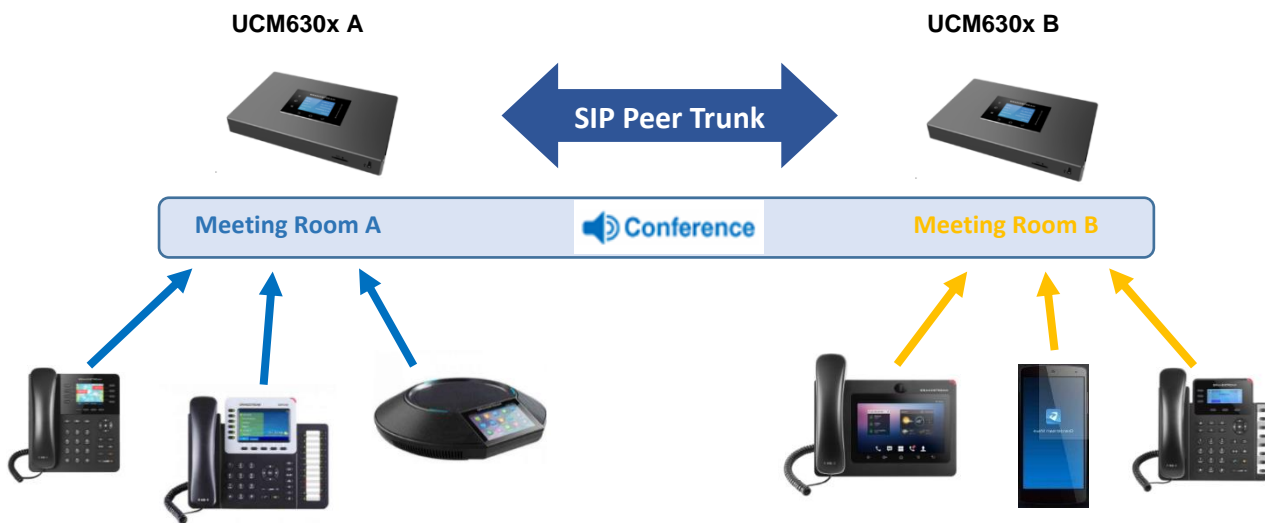 UCM630x A
UCM630x B
SIP Peer Trunk
Meeting Room A
Conference
Meeting Room B